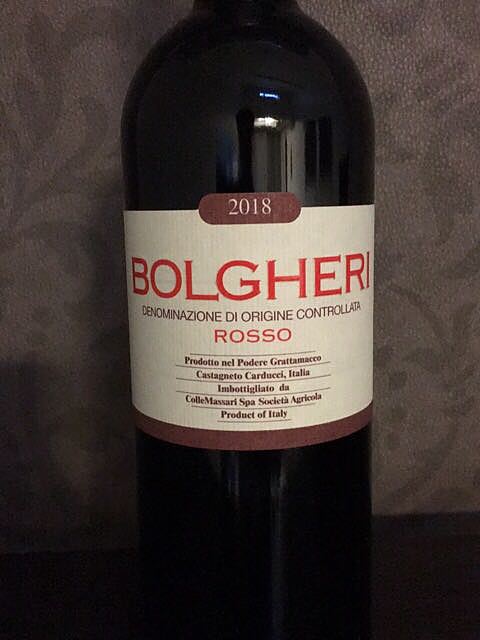 2018
BOLGHERI
DENOMINAZIONE DI ORIGINE CONTROLLATA
ROSSO
Prodotto nel Podere Grattamacco
Castagneto Carducci, Italia
Imbottigliato da
ColleMassari Spa Società Agricola
Product of Italy